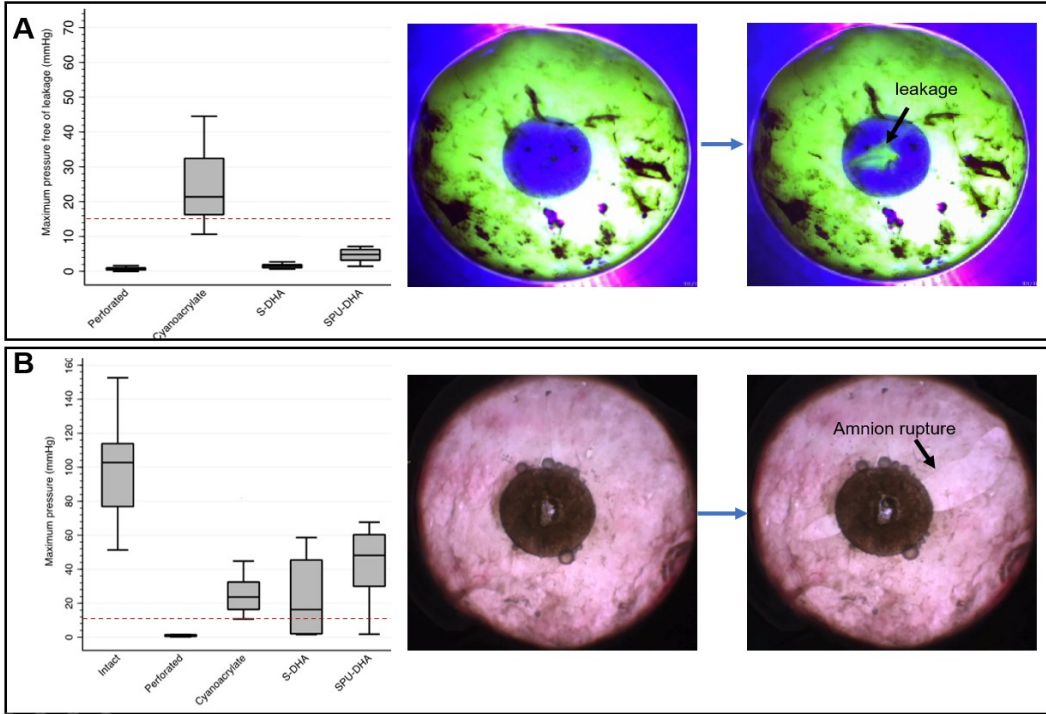 A
Maximum pressure free of leakage (mmHg)
70
60
50
40
30
20
10
0
Perforated
Cyanoacrylate
S-DHA
SPU-DHA
leakage
B
Maximum pressure (mmHg)
160
140
120
100
80
60
40
20
0
Intact
Perforated
Cyanoacrylate
S-DHA
SPU-DHA
Amnion rupture